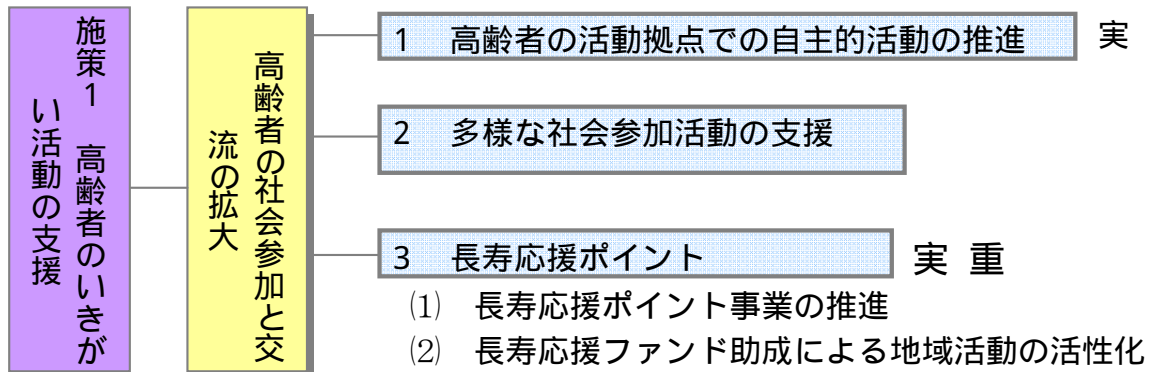 施策1 高齢者のいきが
い活動の支援
高齢者の社会参加と交
流の拡大
1 高齢者の活動拠点での自主的活動の推進 実
2 多様な社会参加活動の支援
3 長寿応援ポイント 実 重
⑴ 長寿応援ポイント事業の推進
⑵ 長寿応援ファンド助成による地域活動の活性化